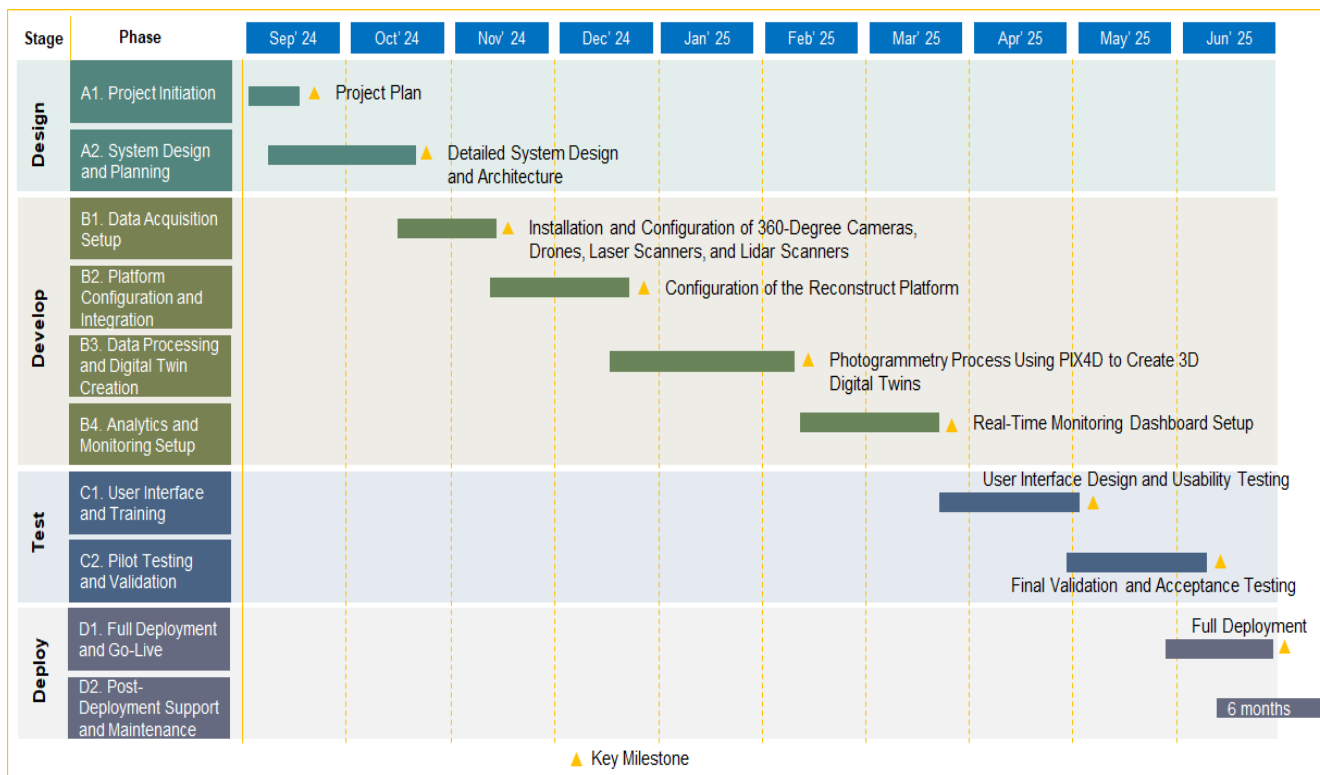 Stage
Phase
Sep’ 24
Oct’ 24
Nov’ 24
Dec’ 24
Jan’ 25
Feb’ 25
Mar’ 25
Apr’ 25
May’ 25
Jun’ 25
Design
A1. Project Initiation
Project Plan
A2. System Design
and Planning
Detailed System Design
and Architecture
Develop
B1. Data Acquisition
Setup
Installation and Configuration of 360-Degree Cameras,
Drones, Laser Scanners, and Lidar Scanners
B2. Platform
Configuration and
Integration
Configuration of the Reconstruct Platform
B3. Data Processing
and Digital Twin
Creation
Photogrammetry Process Using PIX4D to Create 3D
Digital Twins
B4. Analytics and
Monitoring Setup
Real-Time Monitoring Dashboard Setup
Test
C1. User Interface
and Training
User Interface Design and Usability Testing
C2. Pilot Testing
and Validation
Final Validation and Acceptance Testing
Deploy
D1. Full Deployment
and Go-Live
Full Deployment
D2. Post-
Deployment Support
and Maintenance
6 months
Key Milestone